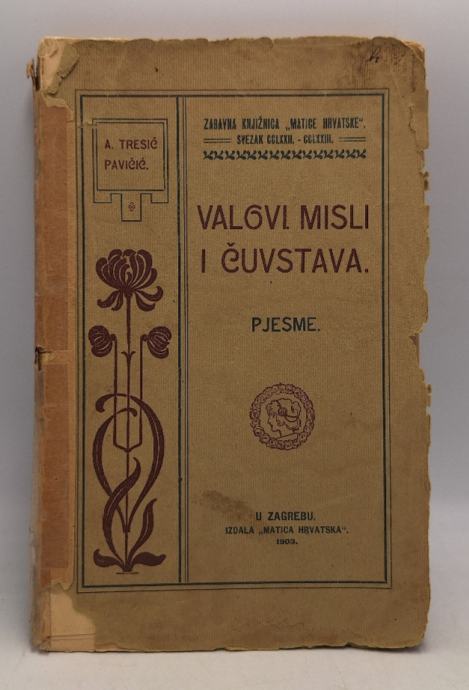 A. TRESIĆ
PAVIČIĆ.
ZABAVNA KNJIŽNICA „MATICE HRVATSKE“.
SVEZAK CCLXXII. - CCLXXIII.
VALOVI MISLI
I ČUVSTAVA.
PJESME.
U ZAGREBU.
IZDALA „MATICA HRVATSKA“.
1903.